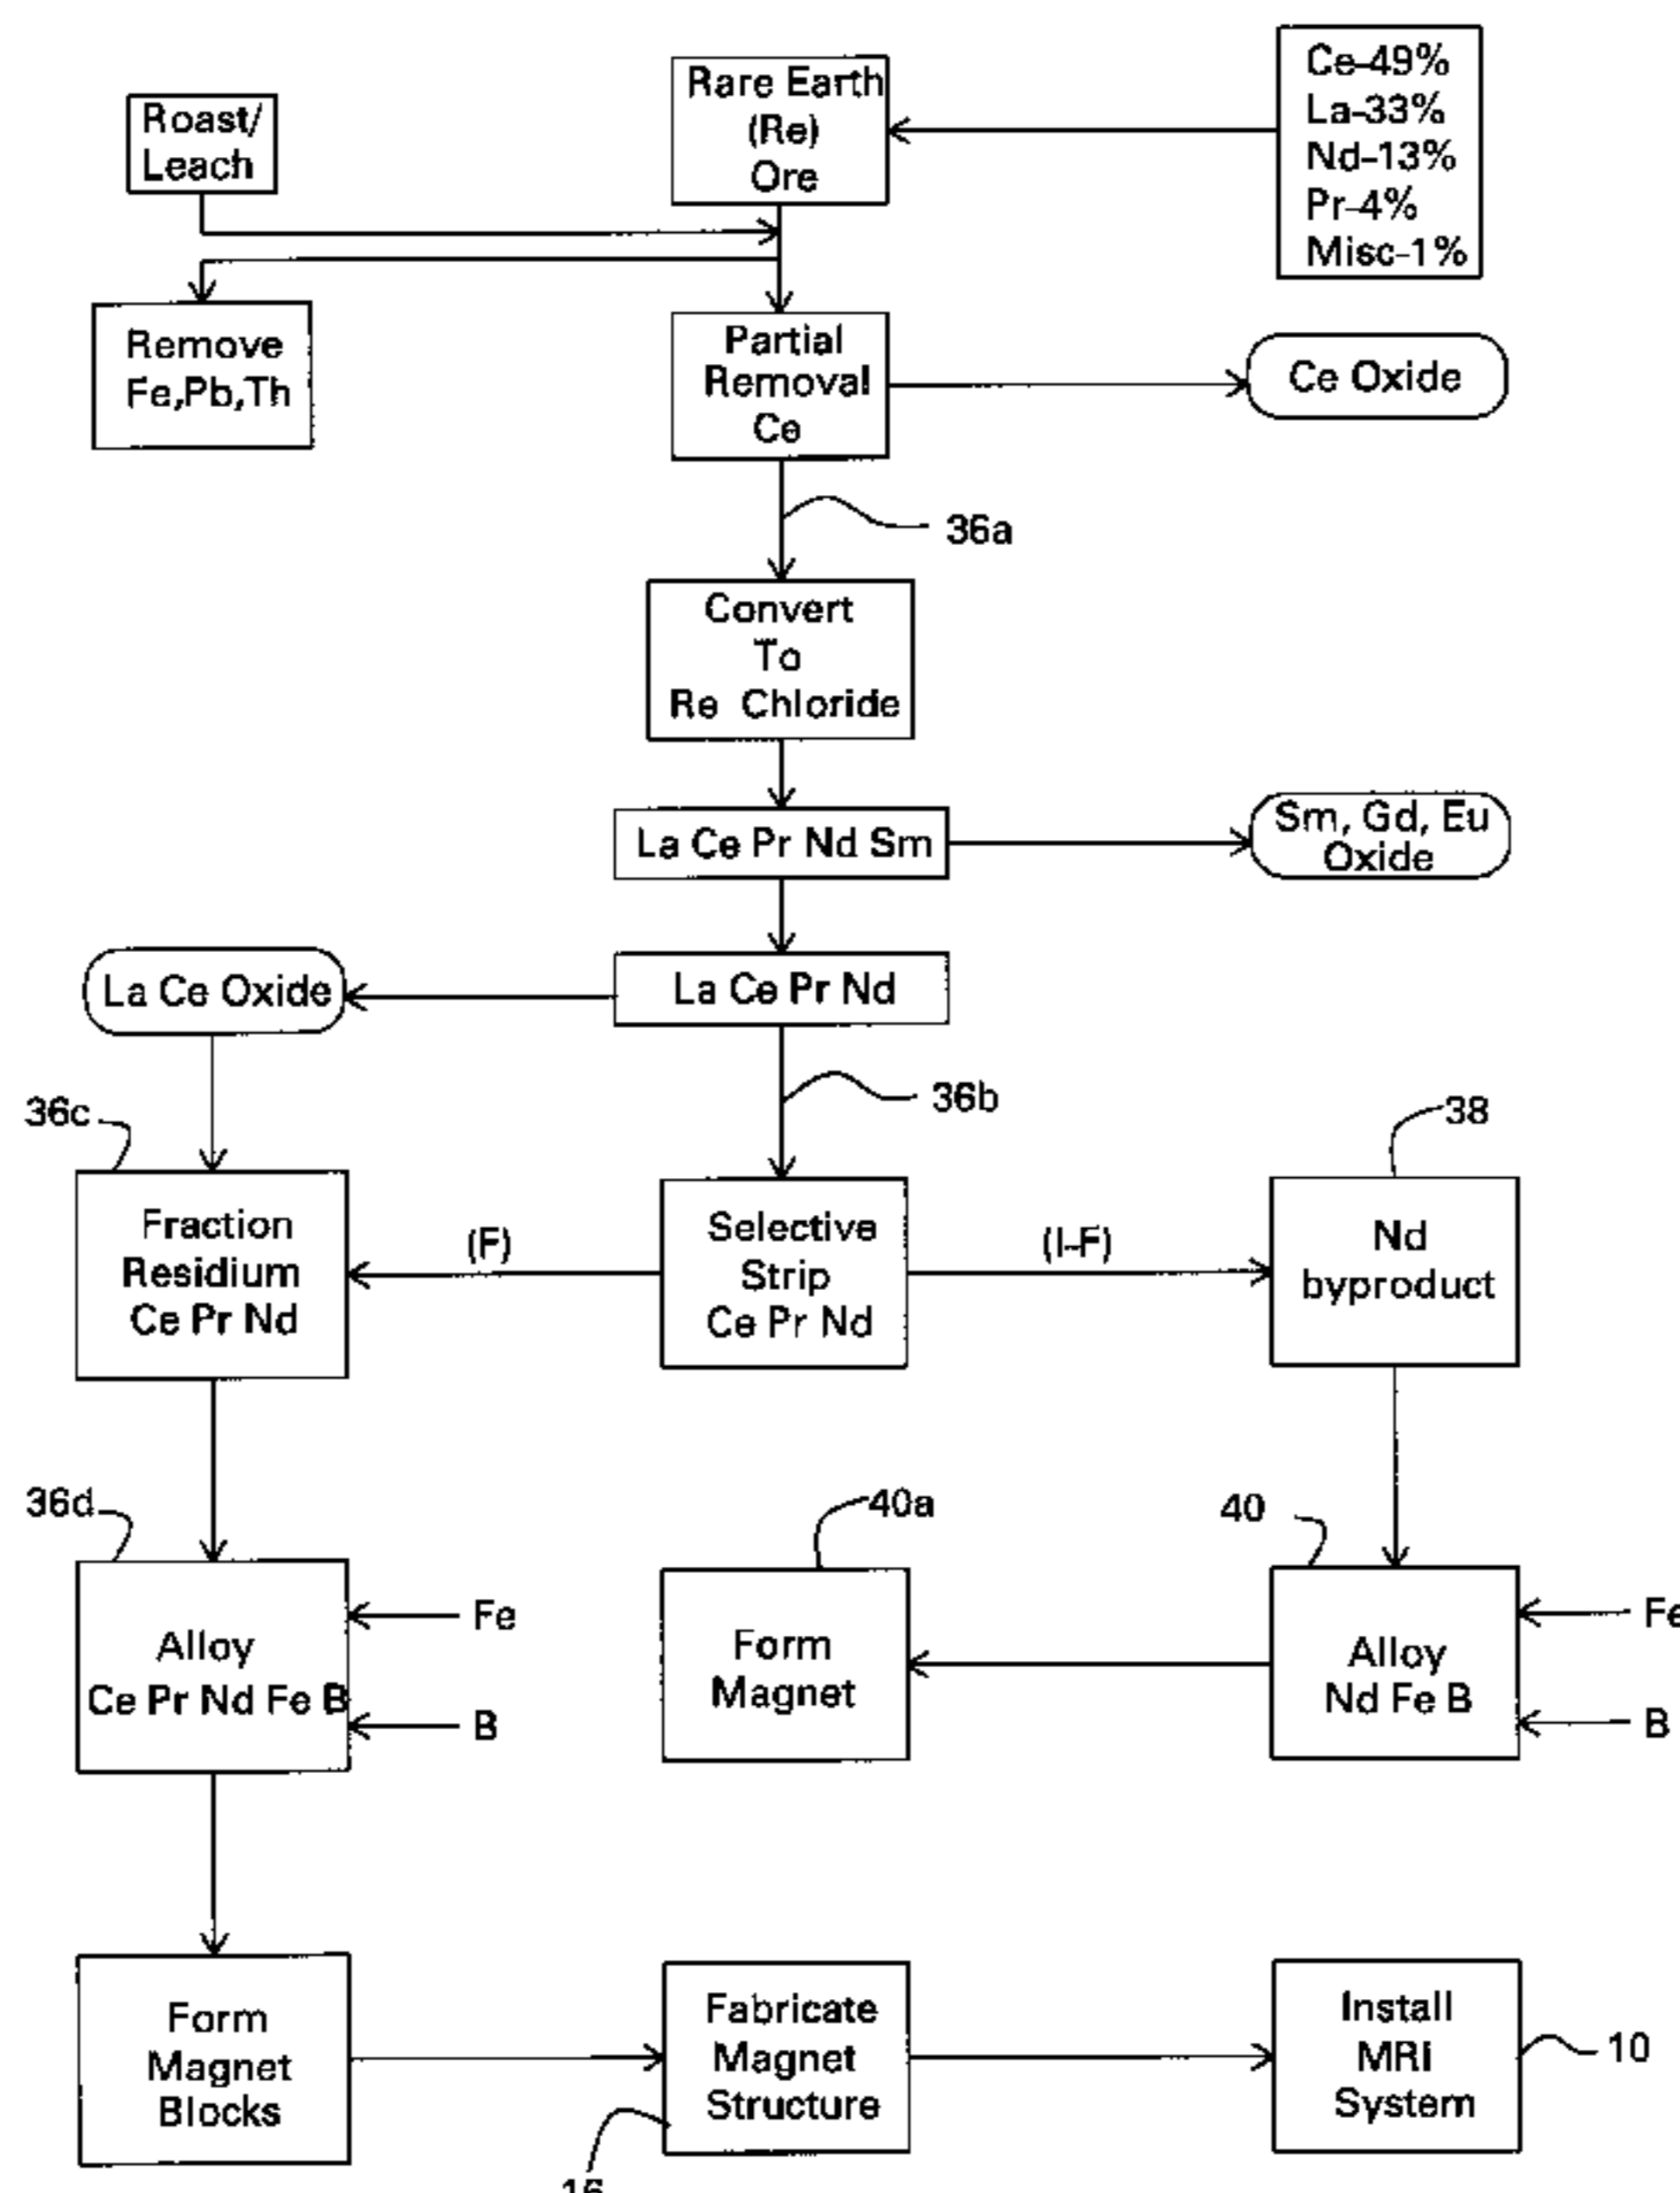 Roast/
Leach
Rare Earth
(Re)
Ore
Ce-49%
La-33%
Nd-13%
Pr-4%
Misc-1%
Remove
Fe,Pb,Th
Partial
Removal
Ce
Ce Oxide
36a
Convert
To
Re Chloride
La Ce Pr Nd Sm
Sm, Gd, Eu
Oxide
La Ce Oxide
La Ce Pr Nd
36b
36c
38
Fraction
Residium
Ce Pr Nd
(F)
Selective
Strip
Ce Pr Nd
(I-F)
Nd
byproduct
36d
40a
40
Alloy
Ce Pr Nd Fe B
Fe
B
Form
Magnet
Alloy
Nd Fe B
Fe
B
Form
Magnet
Blocks
Fabricate
Magnet
Structure
16
Install
MRI
System
10